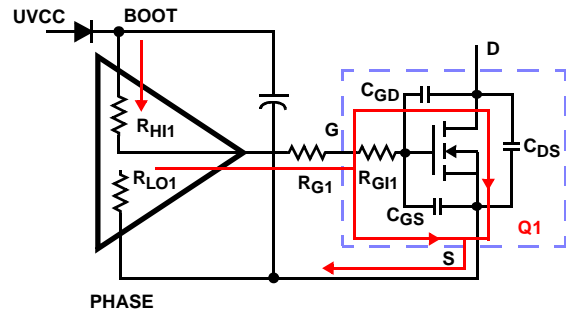 UVCC
BOOT
D
CGD
G
RHI1
CDS
RLO1
RG1
RGI1
CGS
Q1
S
PHASE